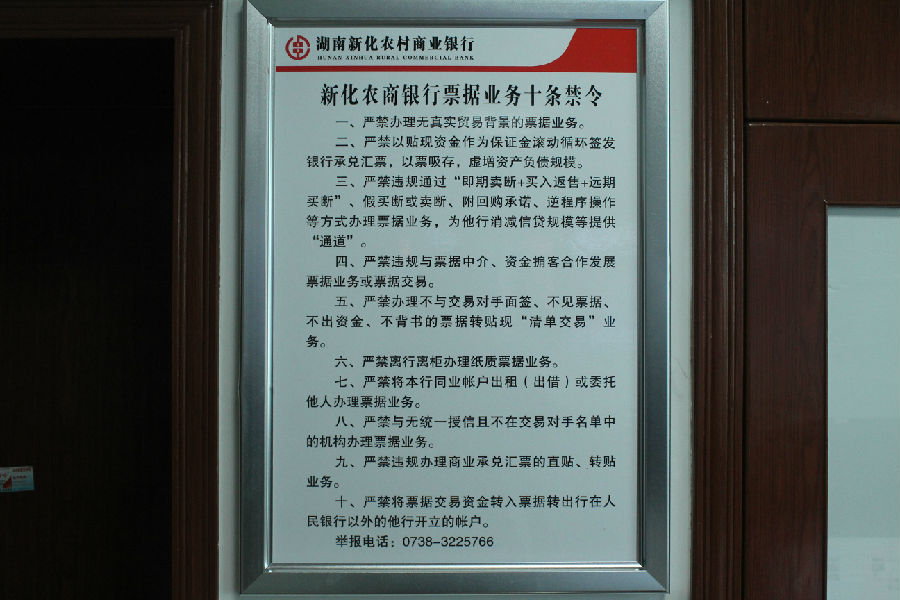 湖南新化农村商业银行
HUNAN XINHUA RURAL COMMERCIAL BANK
新化农商银行票据业务十条禁令
一、严禁办理无真实贸易背景的票据业务。
二、严禁以贴现资金作为保证金滚动循环签发
银行承兑汇票，以票吸存，虚增资产负债规模。
三、严禁违规通过“即期卖断+买入返售+远期
买断”、假买断或卖断、附回购承诺、逆程序操作
等方式办理票据业务，为他行消减信贷规模等提供
“通道”。
四、严禁违规与票据中介、资金掮客合作发展
票据业务或票据交易。
五、严禁办理不与交易对手面签、不见票据、
不出资金、不背书的票据转贴现“清单交易”业
务。
六、严禁离行离柜办理纸质票据业务。
七、严禁将本行同业帐户出租（出借）或委托
他人办理票据业务。
八、严禁与无统一授信且不在交易对手名单中
的机构办理票据业务。
九、严禁违规办理商业承兑汇票的直贴、转贴
业务。
十、严禁将票据交易资金转入票据转出行在人
民银行以外的他行开立的帐户。
举报电话：0738-3225766